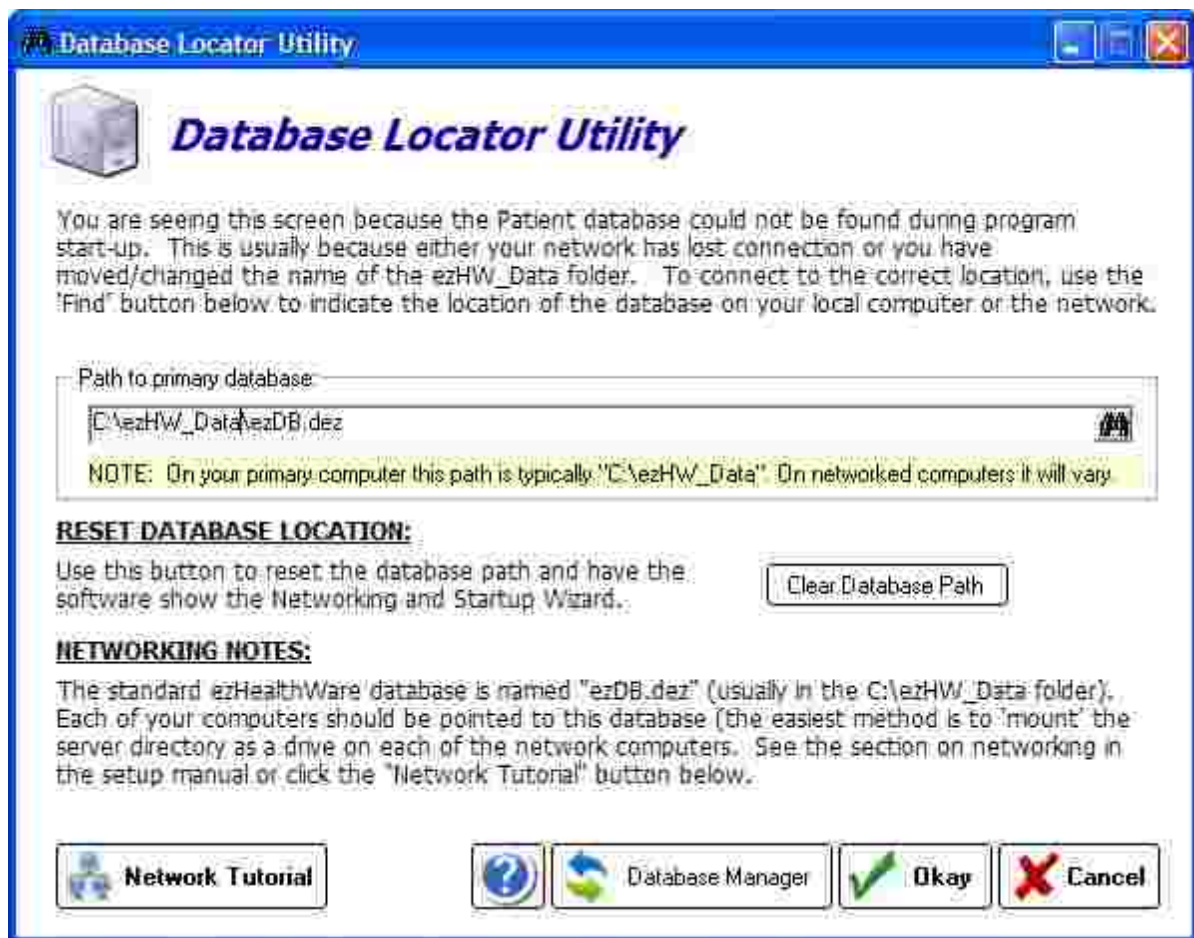 Database Locator Utility
Database Locator Utility
You are seeing this screen because the Patient database could not be found during program
start-up. This is usually because either your network has lost connection or you have
moved/changed the name of the ezHW_Data folder. To connect to the correct location, use the
'Find' button below to indicate the location of the database on your local computer or the network.
Path to primary database:
C:\ezHW_Data\ezDB.dez
NOTE: On your primary computer this path is typically "C:\ezHW_Data". On networked computers it will vary.
RESET DATABASE LOCATION:
Use this button to reset the database path and have the
software show the Networking and Startup Wizard.
Clear Database Path
NETWORKING NOTES:
The standard ezHealthWare database is named "ezDB.dez" (usually in the C:\ezHW_Data folder).
Each of your computers should be pointed to this database (the easiest method is to 'mount' the
server directory as a drive on each of the network computers. See the section on networking in
the setup manual or click the "Network Tutorial" button below.
Network Tutorial
Database Manager
Okay
Cancel